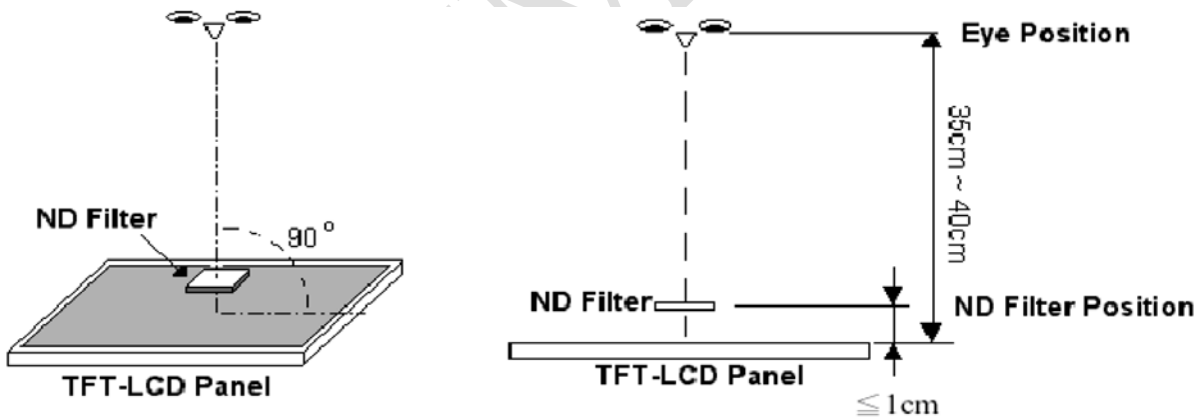 ND Filter
90°
TFT-LCD Panel
Eye Position
35cm ~ 40cm
ND Filter
ND Filter Position
TFT-LCD Panel
≦ 1cm